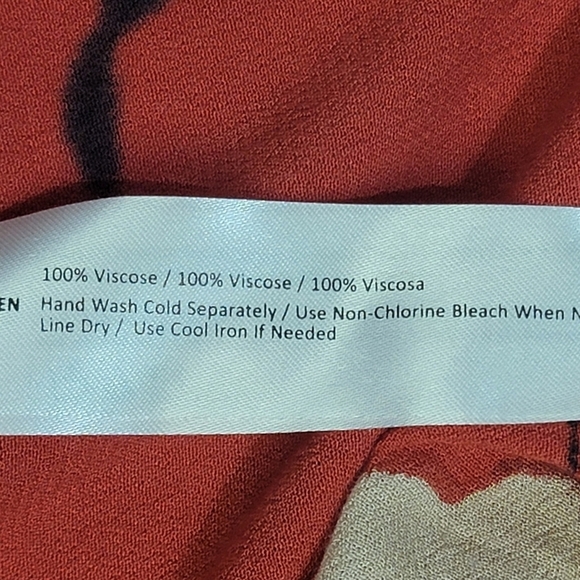 100% Viscose / 100% Viscose / 100% Viscosa
EN Hand Wash Cold Separately / Use Non-Chlorine Bleach When
Line Dry / Use Cool Iron If Needed